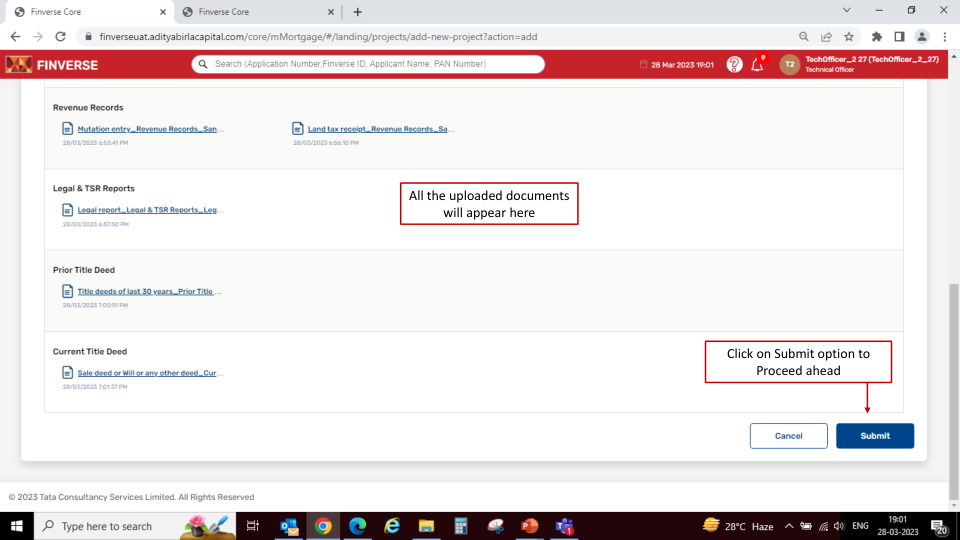 Finverse Core
Finverse Core
finverseuat.adityabirlacapital.com/core/mMortgage/#/landing/projects/add-new-project?action=add
FINVERSE
Search (Application Number,Finverse ID, Applicant Name, PAN Number)
28 Mar 2023 19:01
T2
TechOfficer_2 27 (TechOfficer_2_27)
Technical Officer
Revenue Records
Mutation entry_Revenue Records_San...
28/03/2023 6:53:41 PM
Land tax receipt_Revenue Records_Sa...
28/03/2023 6:56:10 PM
Legal & TSR Reports
Legal report_Legal & TSR Reports_Leg...
28/03/2023 6:57:50 PM
All the uploaded documents
will appear here
Prior Title Deed
Title deeds of last 30 years_Prior Title ...
28/03/2023 7:00:51 PM
Current Title Deed
Sale deed or Will or any other deed_Cur...
28/03/2023 7:01:37 PM
Click on Submit option to
Proceed ahead
Cancel
Submit
© 2023 Tata Consultancy Services Limited. All Rights Reserved
Type here to search
28°C Haze
ENG
19:01
28-03-2023
20